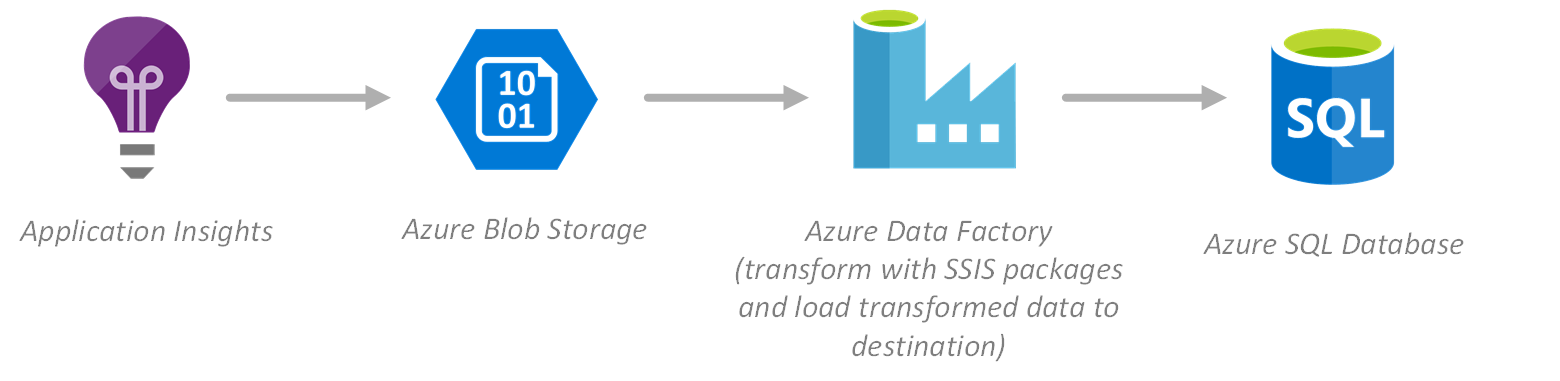 10
01
SQL
Application Insights
Azure Blob Storage
Azure Data Factory
(transform with SSIS packages
and load transformed data to
destination)
Azure SQL Database